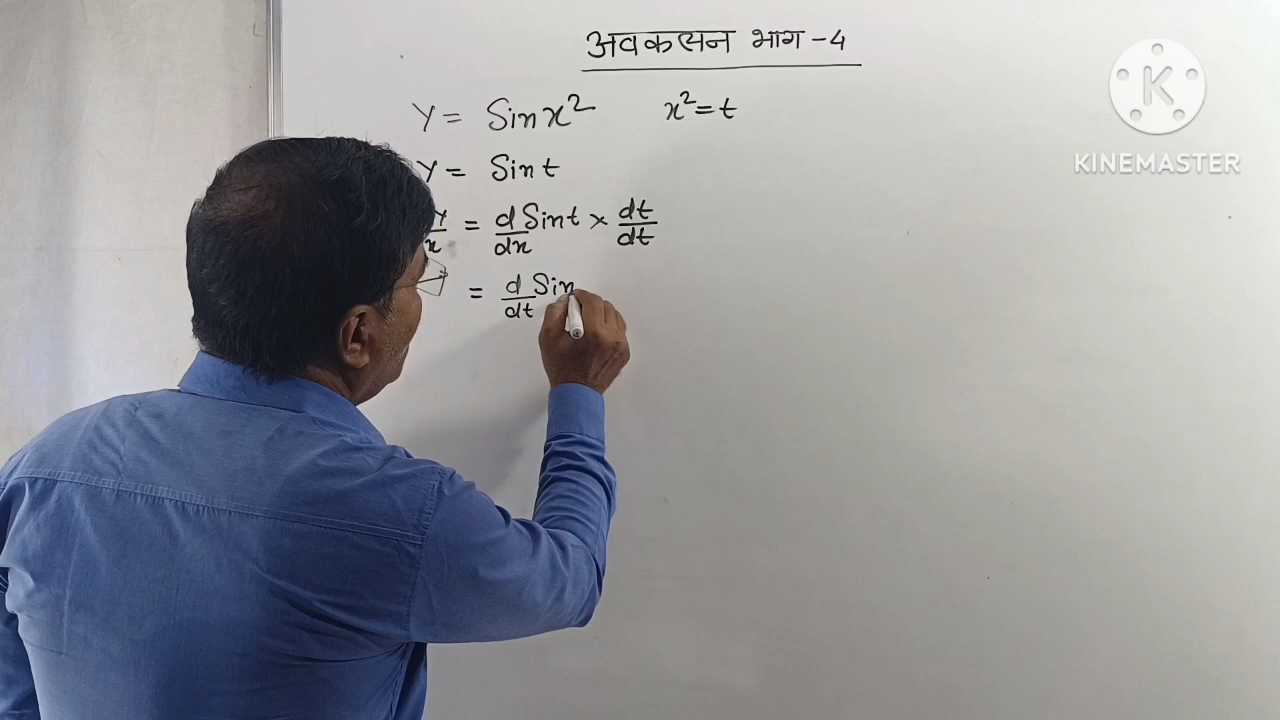 अवकलन भाग -4
Y = Sin x² x² = t
Y = Sin t
y/x = d/dx Sin t × dt/dt
= d/dt Sin
K
KINEMASTER